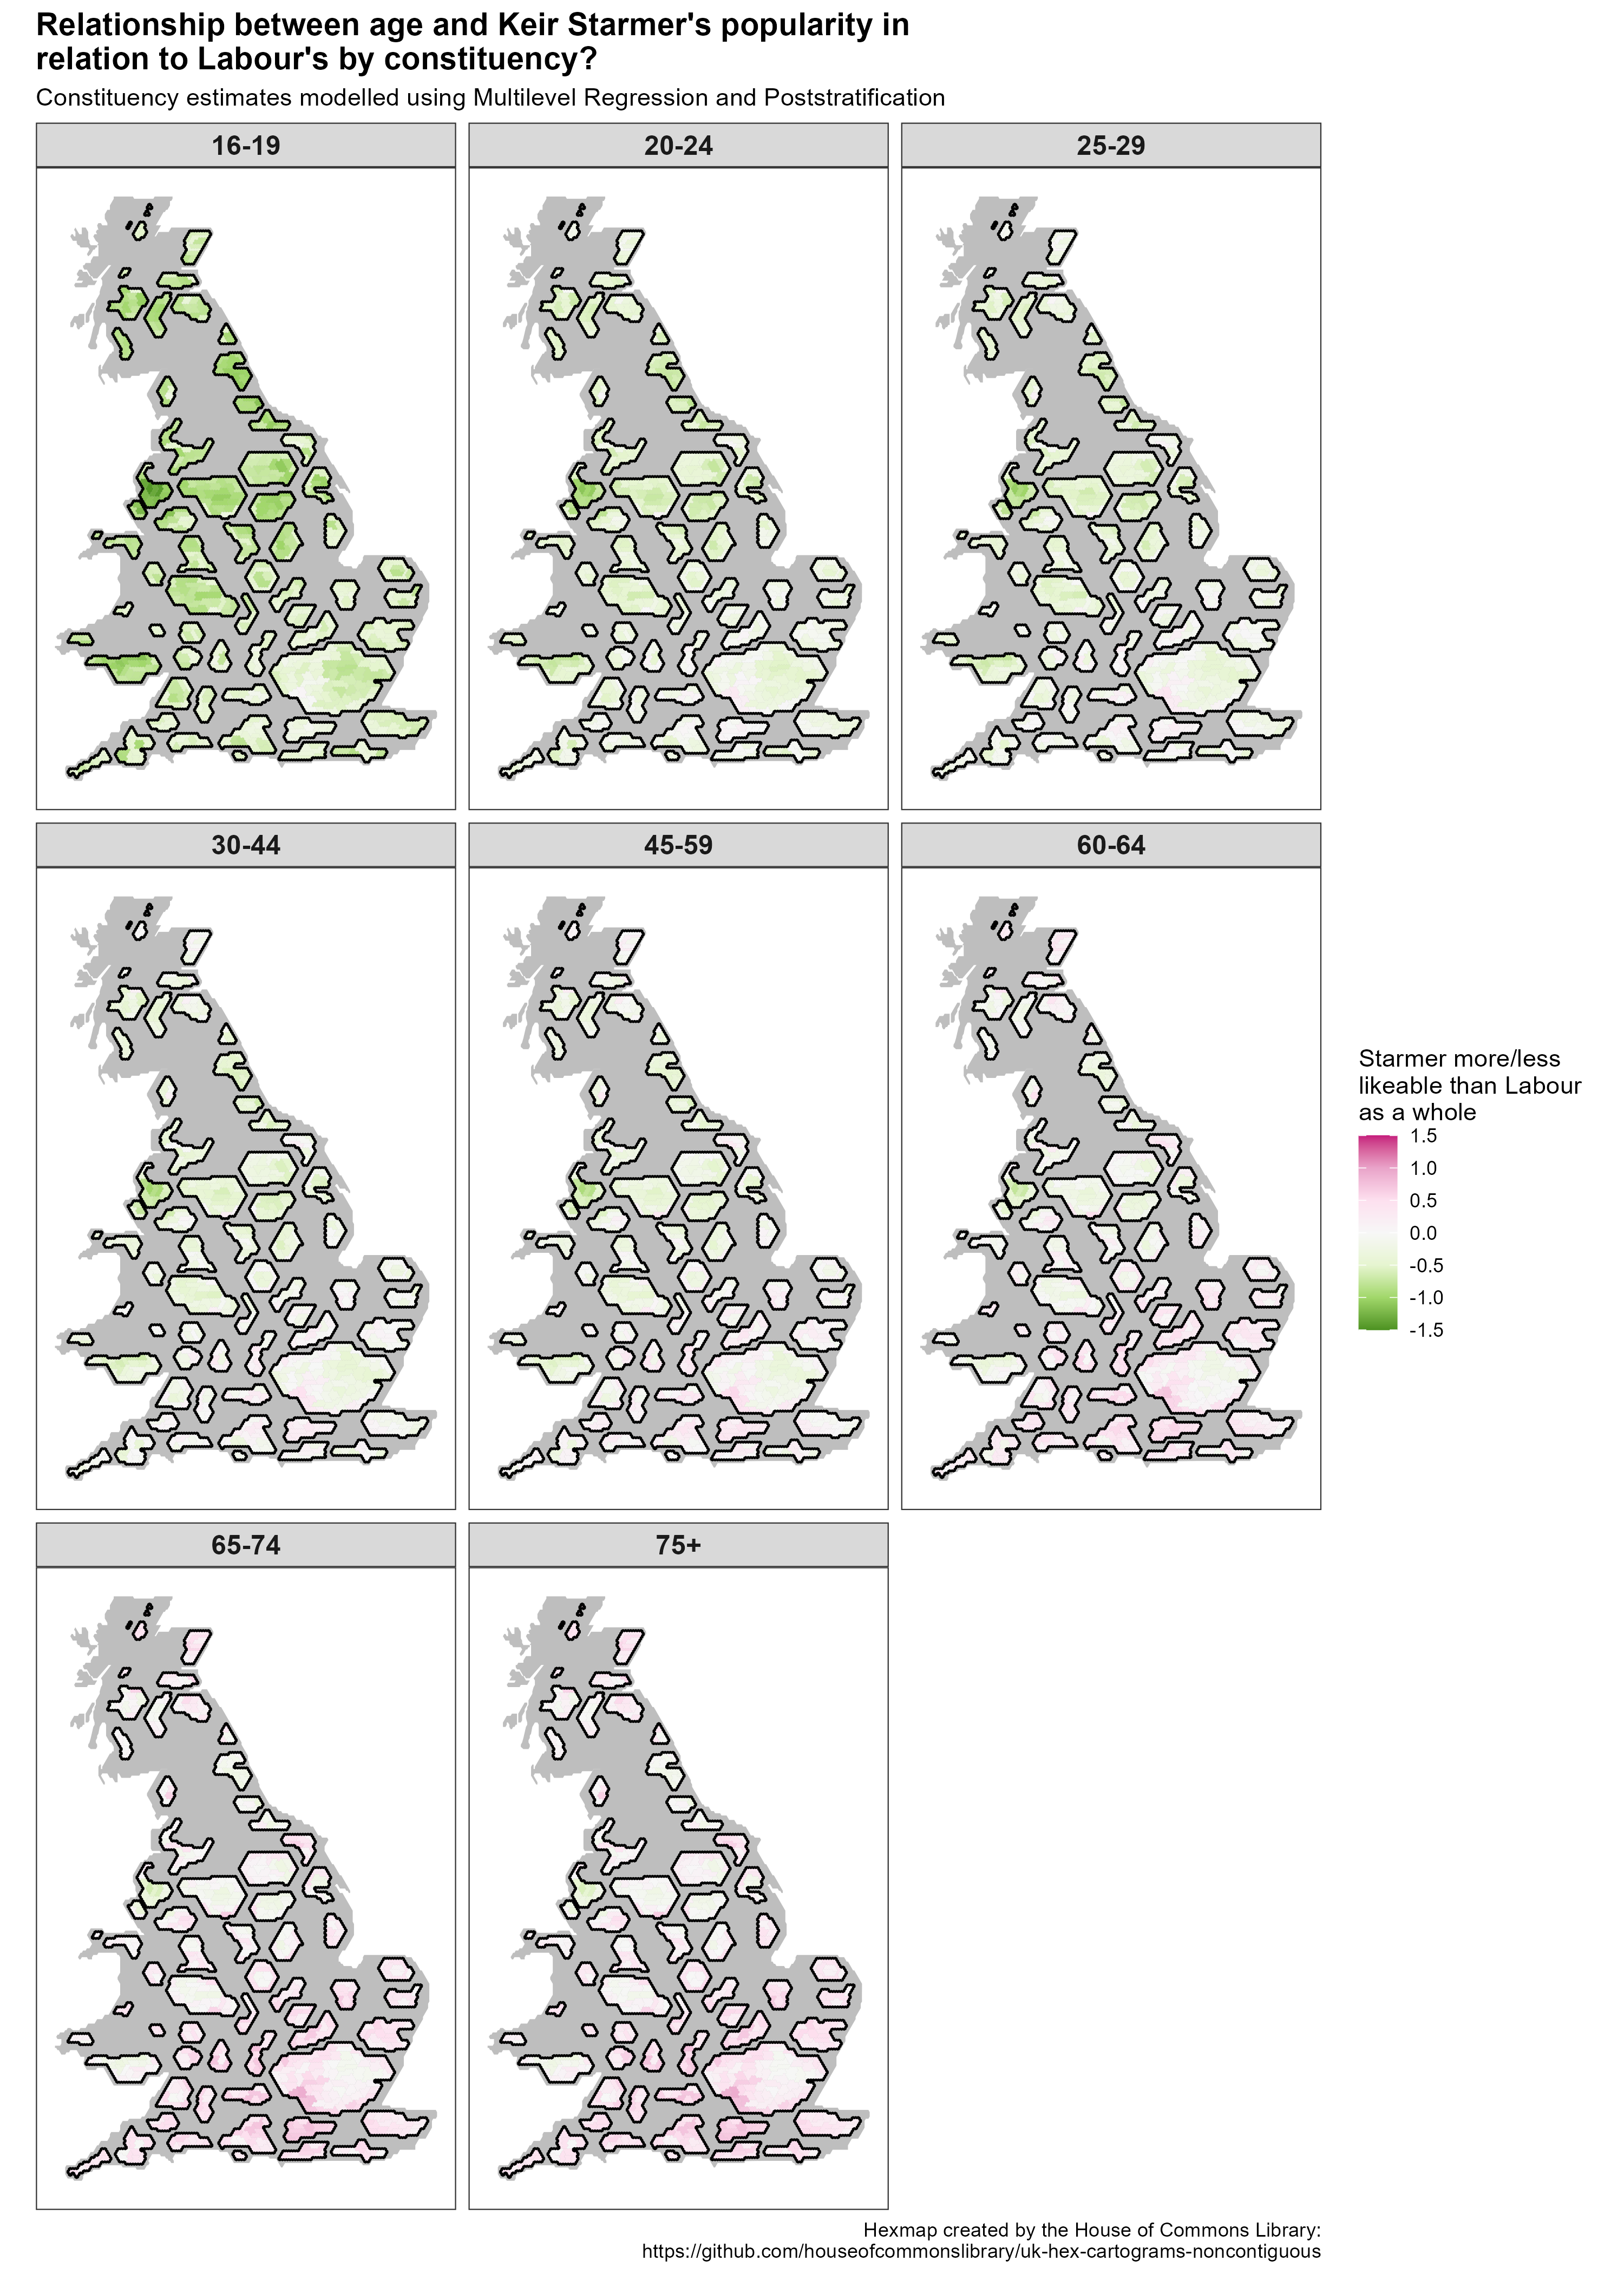 Relationship between age and Keir Starmer's popularity in
relation to Labour's by constituency?
Constituency estimates modelled using Multilevel Regression and Poststratification
16-19
20-24
25-29
30-44
45-59
60-64
Starmer more/less
likeable than Labour
as a whole
1.5
1.0
0.5
0.0
-0.5
-1.0
-1.5
65-74
75+
Hexmap created by the House of Commons Library:
https://github.com/houseofcommonslibrary/uk-hex-cartograms-noncontiguous